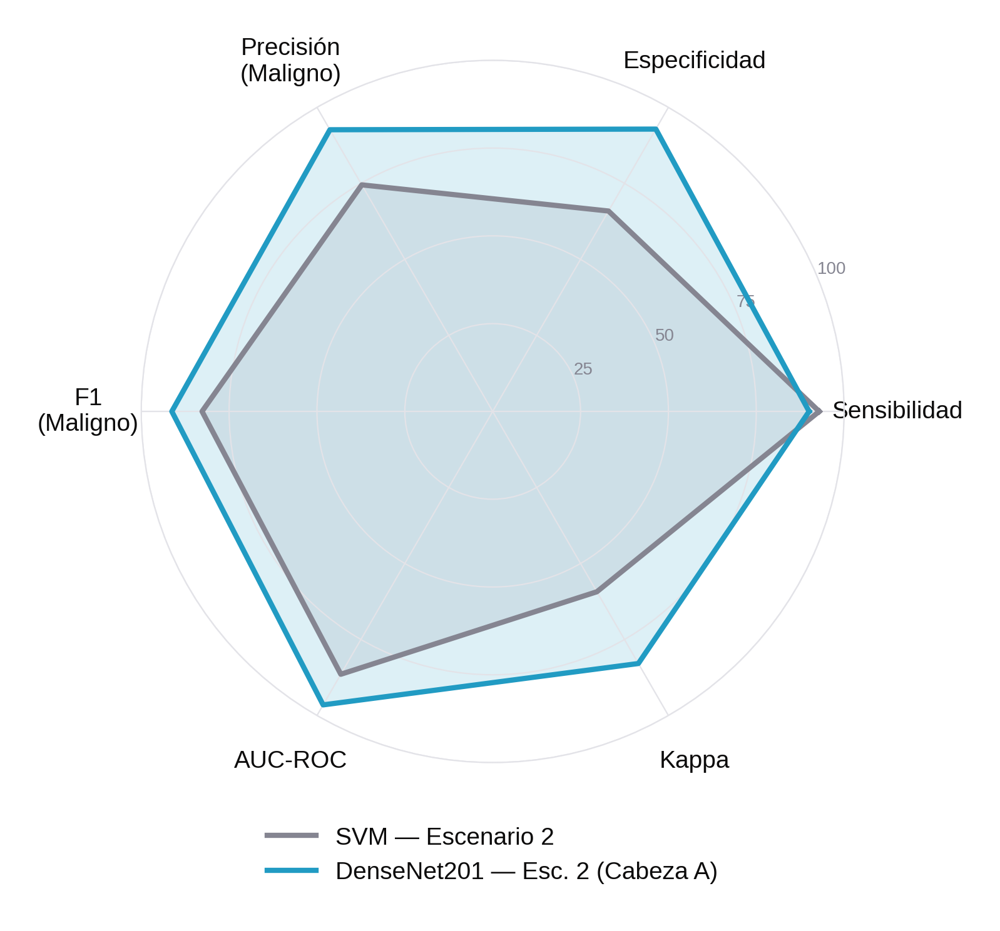 Precisión
(Maligno)
Especificidad
100
75
50
25
F1
(Maligno)
Sensibilidad
AUC-ROC
Kappa
SVM — Escenario 2
DenseNet201 — Esc. 2 (Cabeza A)